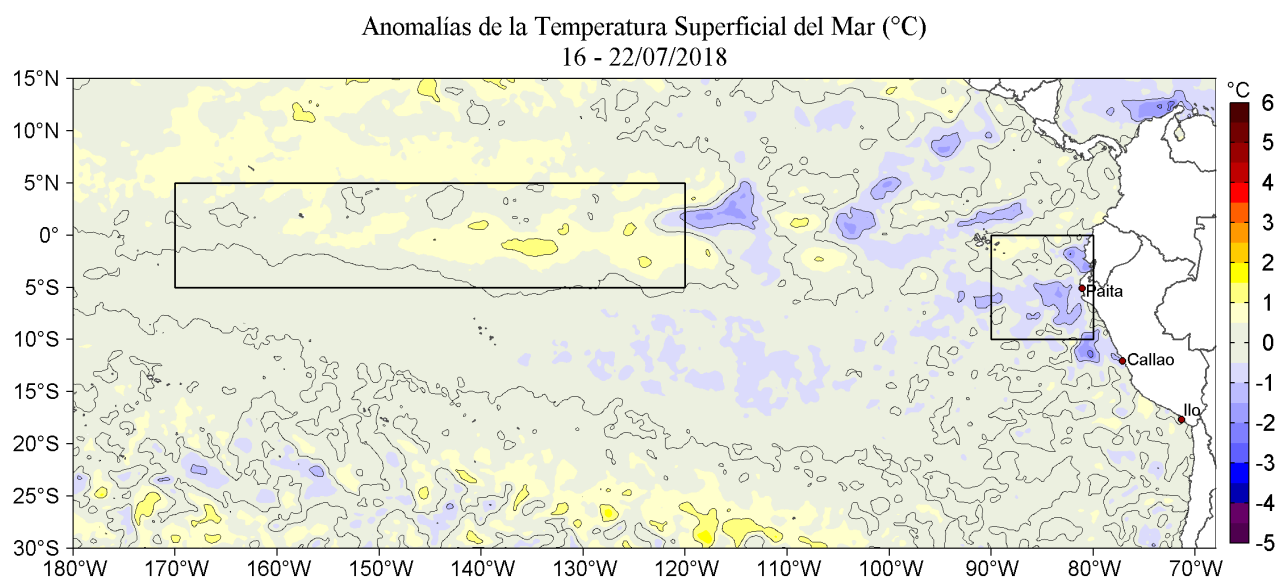 Anomalías de la Temperatura Superficial del Mar (°C)
16 - 22/07/2018
15°N
10°N
5°N
0°
5°S
10°S
15°S
20°S
25°S
30°S
180°W
170°W
160°W
150°W
140°W
130°W
120°W
110°W
100°W
90°W
80°W
70°W
Paita
Callao
Ilo
°C
6
5
4
3
2
1
0
-1
-2
-3
-4
-5